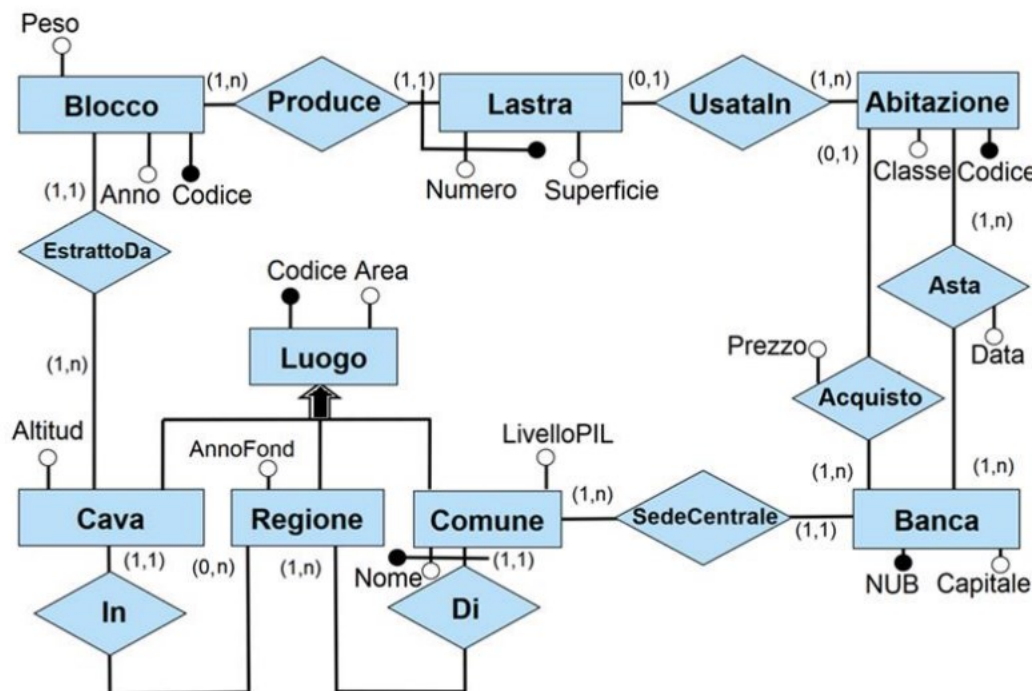 Peso
(1,n)
Produce
(1,1)
Lastra
(0,1)
UsataIn
(1,n)
Abitazione
Blocco
(1,1)
Anno
Codice
Numero
Superficie
(0,1)
Classe
Codice
EstrattoDa
(1,n)
Asta
Data
Codice
Area
Luogo
(1,n)
Prezzo
Acquisto
Altitud
AnnoFond
LivelloPIL
(1,n)
(1,n)
(1,n)
Cava
Regione
Comune
SedeCentrale
(1,1)
Banca
(1,1)
(0,n)
(1,n)
Nome
(1,1)
NUB
Capitale
In
Di